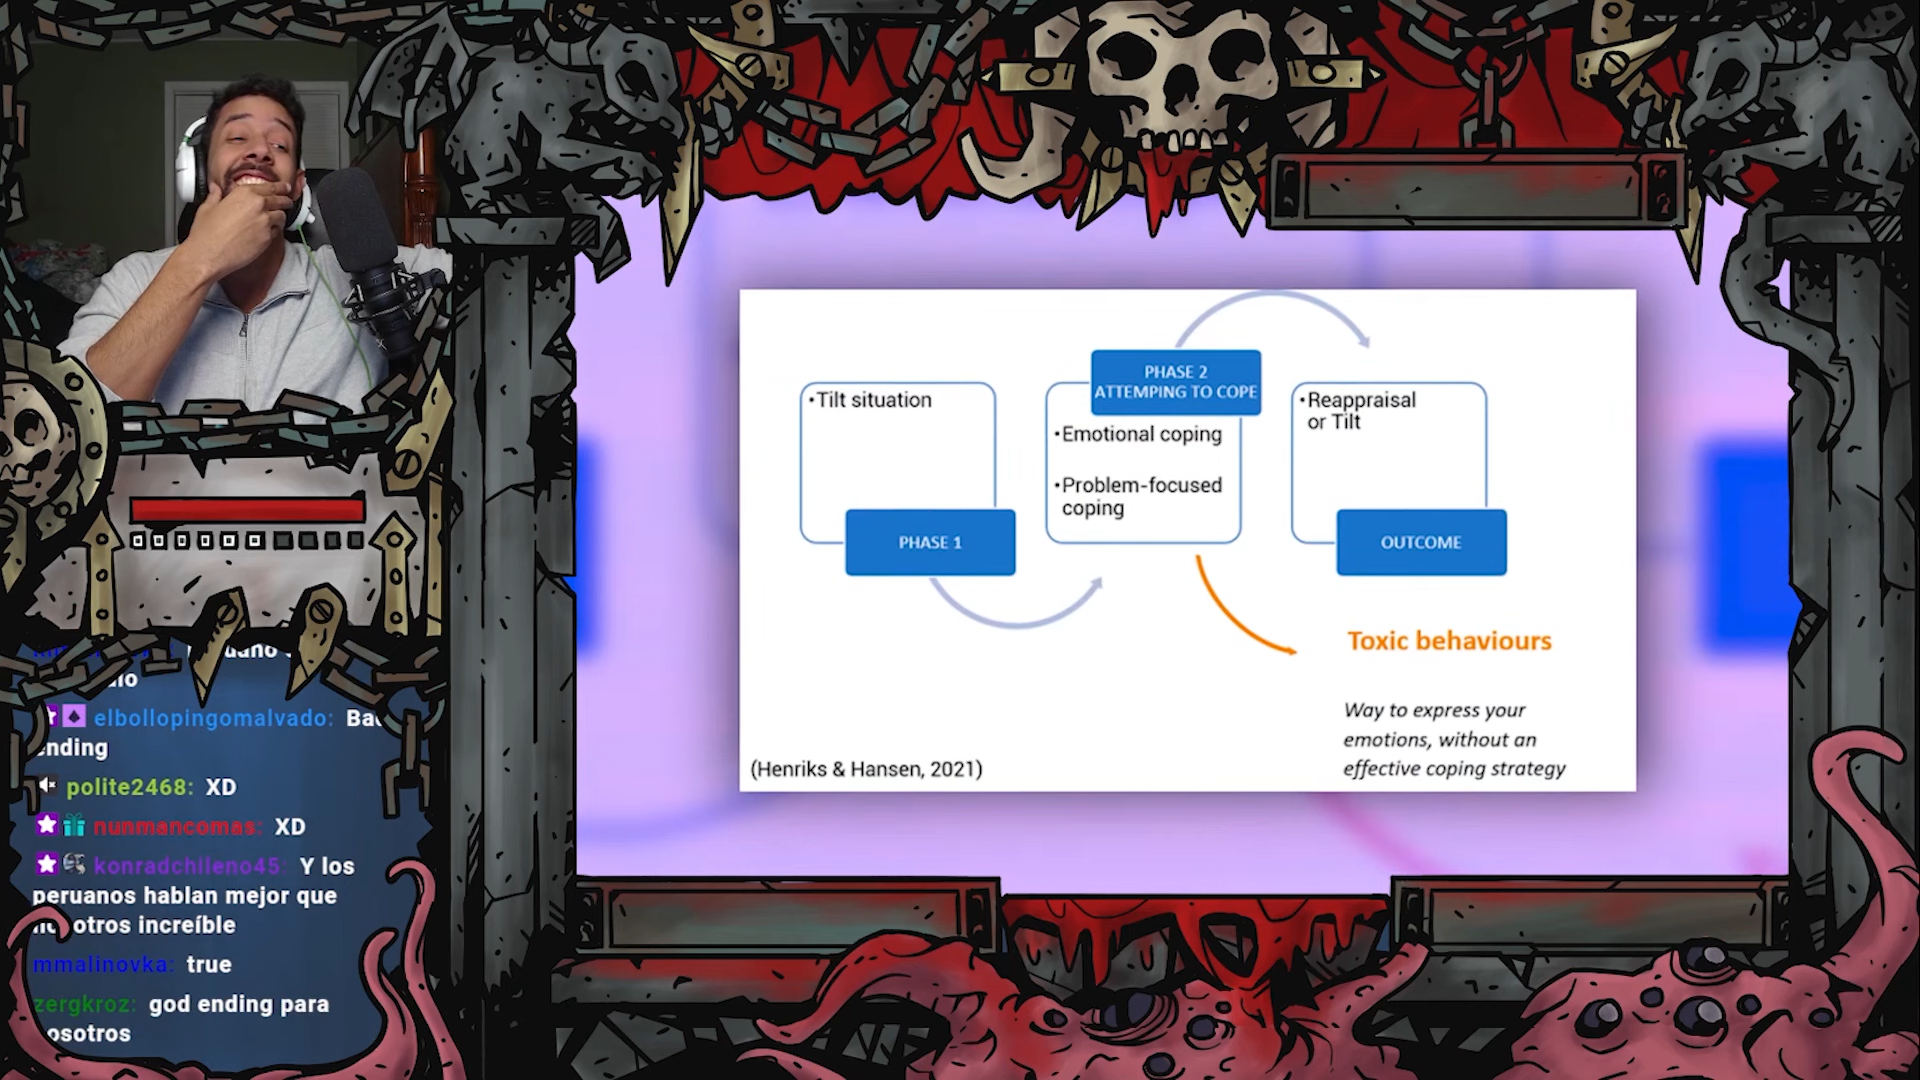 elbollopingomalvado: Bad
ending
polite2468: XD
nunmancomas: XD
konradchileno45: Y los
peruanos hablan mejor que
otros increíble
mmalinovka: true
zergkroz: god ending para
osotros
•Tilt situation
PHASE 1
PHASE 2
ATTEMPING TO COPE
•Emotional coping
•Problem-focused
coping
•Reappraisal
or Tilt
OUTCOME
Toxic behaviours
Way to express your
emotions, without an
effective coping strategy
(Henriks & Hansen, 2021)